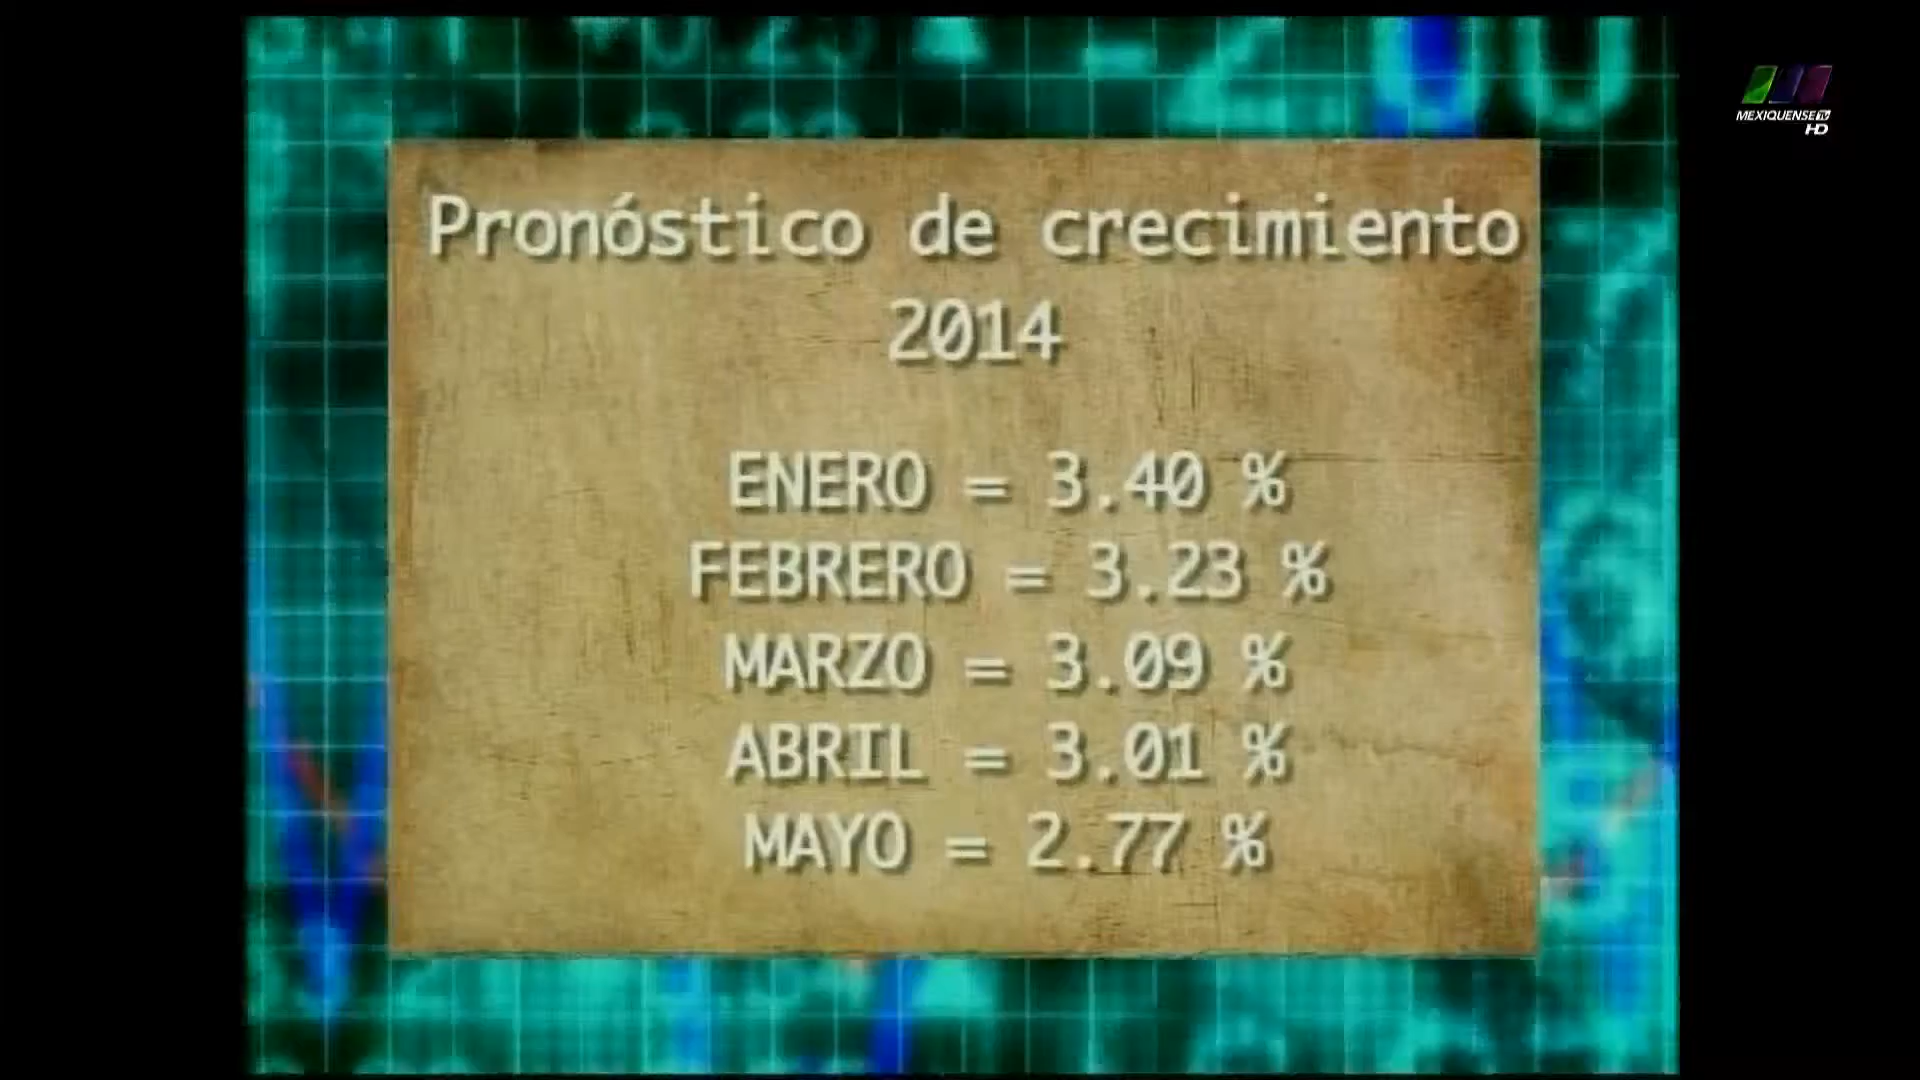 MEXIQUENSE TV
HD
Pronóstico de crecimiento
2014
ENERO = 3.40 %
FEBRERO = 3.23 %
MARZO = 3.09 %
ABRIL = 3.01 %
MAYO = 2.77 %